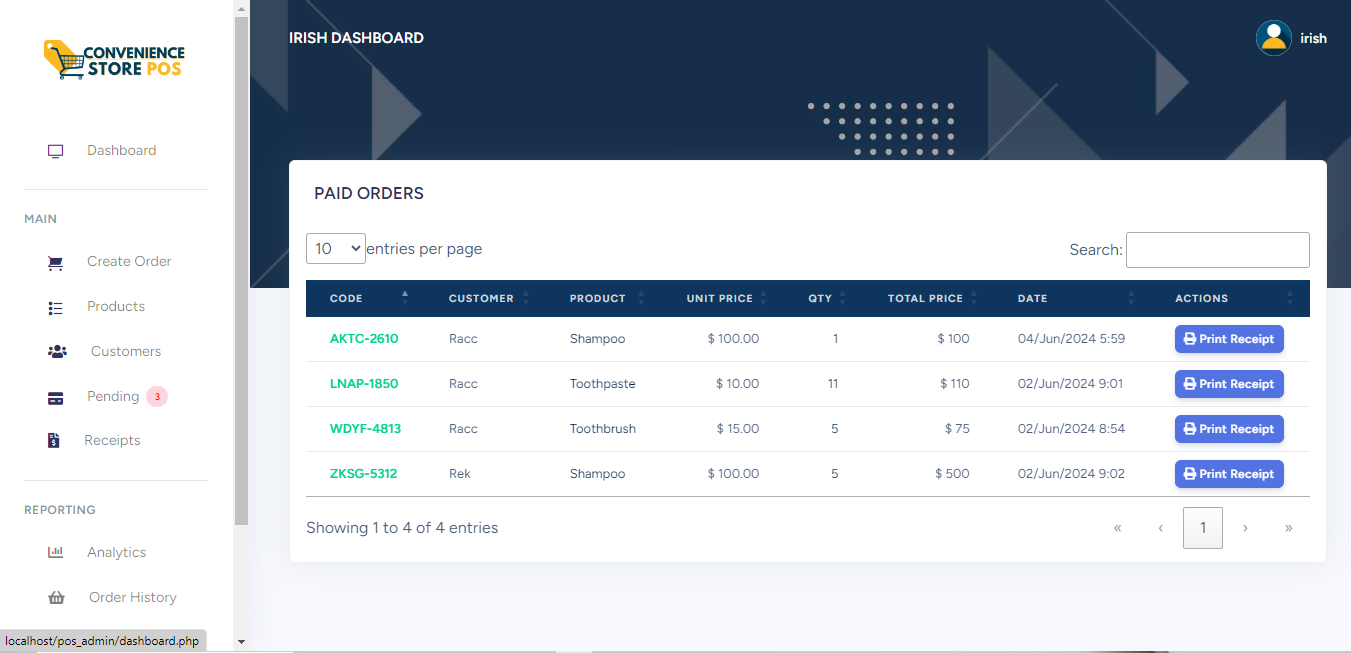 CONVENIENCE
STORE POS
Dashboard
MAIN
Create Order
Products
Customers
Pending 3
Receipts
REPORTING
Analytics
Order History
localhost/pos_admin/dashboard.php
IRISH DASHBOARD
irish
PAID ORDERS
10 entries per page
Search:
CODE CUSTOMER PRODUCT UNIT PRICE QTY TOTAL PRICE DATE ACTIONS
AKTC-2610 Racc Shampoo $ 100.00 1 $ 100 04/Jun/2024 5:59 Print Receipt
LNAP-1850 Racc Toothpaste $ 10.00 11 $ 110 02/Jun/2024 9:01 Print Receipt
WDYF-4813 Racc Toothbrush $ 15.00 5 $ 75 02/Jun/2024 8:54 Print Receipt
ZKSG-5312 Rek Shampoo $ 100.00 5 $ 500 02/Jun/2024 9:02 Print Receipt
Showing 1 to 4 of 4 entries
« ‹ 1 › »